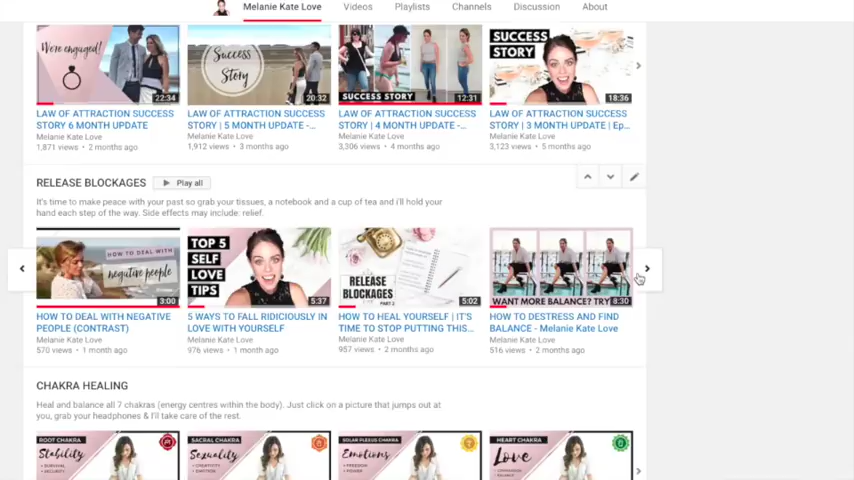 Melanie Kate Love Videos Playlists Channels Discussion About
We're engaged!
22:34
Success
Story
20:32
SUCCESS STORY
12:31
SUCCESS
STORY
18:36
LAW OF ATTRACTION SUCCESS
STORY 6 MONTH UPDATE
Melanie Kate Love
1,871 views • 2 months ago
LAW OF ATTRACTION SUCCESS
STORY | 5 MONTH UPDATE -...
Melanie Kate Love
1,912 views • 3 months ago
LAW OF ATTRACTION SUCCESS
STORY | 4 MONTH UPDATE -...
Melanie Kate Love
3,306 views • 4 months ago
LAW OF ATTRACTION SUCCESS
STORY | 3 MONTH UPDATE | Ep...
Melanie Kate Love
3,123 views • 5 months ago
RELEASE BLOCKAGES Play all
It's time to make peace with your past so grab your tissues, a notebook and a cup of tea and i'll hold your
hand each step of the way. Side effects may include: relief.
HOW TO DEAL WITH
negative people
3:00
TOP 5
SELF
LOVE
TIPS
5:37
RELEASE
BLOCKAGES
PART 2
5:02
WANT MORE BALANCE? TRY
8:30
HOW TO DEAL WITH NEGATIVE
PEOPLE (CONTRAST)
Melanie Kate Love
570 views • 1 month ago
5 WAYS TO FALL RIDICIOUSLY IN
LOVE WITH YOURSELF
Melanie Kate Love
976 views • 1 month ago
HOW TO HEAL YOURSELF | IT'S
TIME TO STOP PUTTING THIS...
Melanie Kate Love
957 views • 2 months ago
HOW TO DESTRESS AND FIND
BALANCE - Melanie Kate Love
Melanie Kate Love
516 views • 2 months ago
CHAKRA HEALING
Heal and balance all 7 chakras (energy centres within the body). Just click on a picture that jumps out at
you, grab your headphones & I'll take care of the rest.
ROOT CHAKRA
Stability
• SURVIVAL
• SECURITY
SACRAL CHAKRA
Sexuality
• CREATIVITY
• EMOTION
SOLAR PLEXUS CHAKRA
Emotions
• FREEDOM
• POWER
HEART CHAKRA
Love
• COMPASSION
• BALANCE